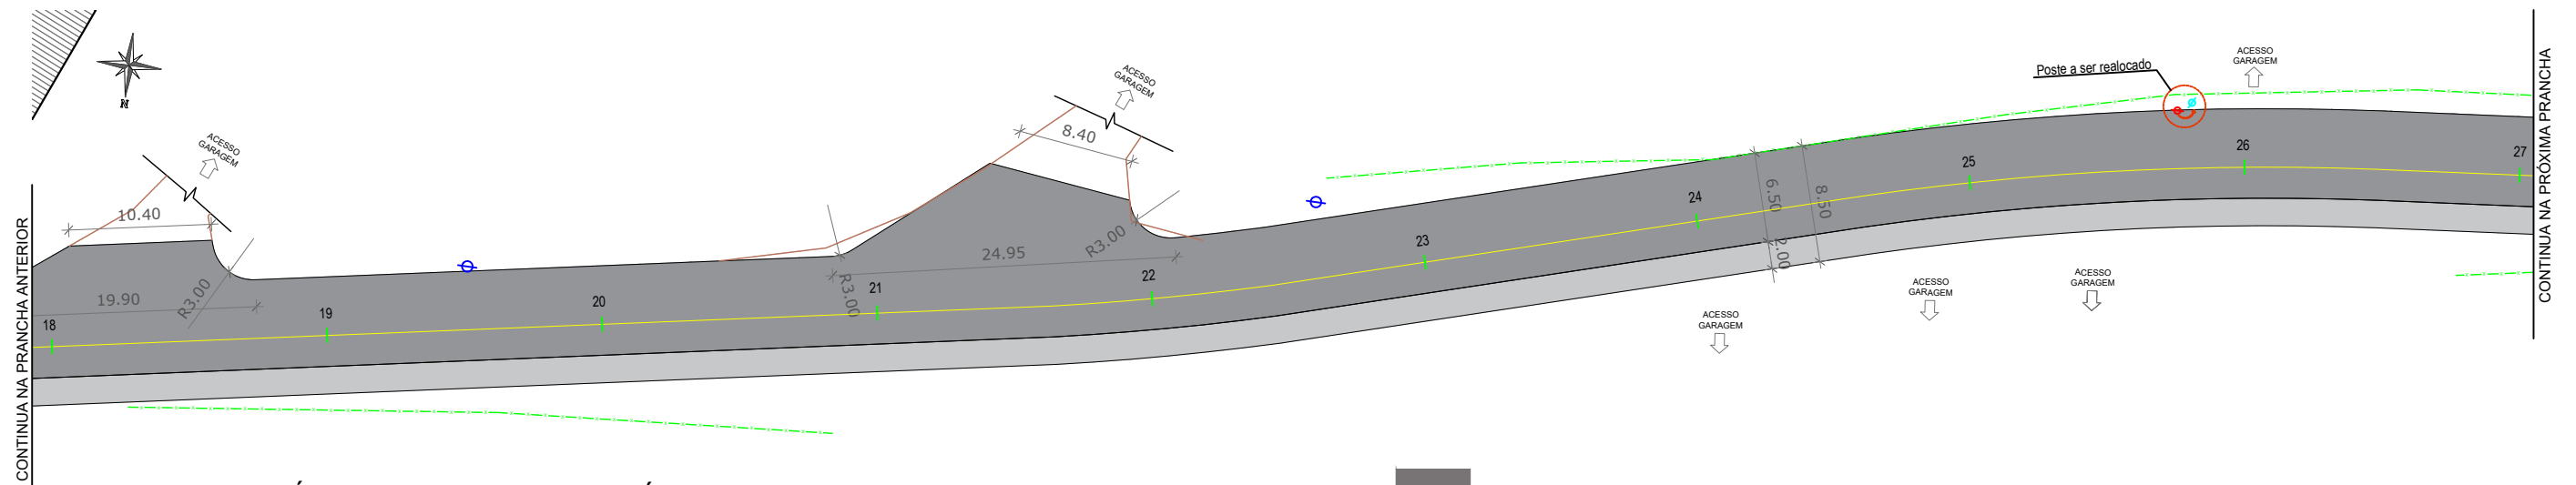 N
ACESSO
GARAGEM
10.40
R3.00
19.90
CONTINUA NA PRANCHA ANTERIOR
18
19
20
21
22
23
24
25
26
27
R3.00
24.95
R3.00
8.40
ACESSO
GARAGEM
6.50
2.00
8.50
Poste a ser realocado
ACESSO
GARAGEM
ACESSO
GARAGEM
ACESSO
GARAGEM
ACESSO
GARAGEM
CONTINUA NA PRÓXIMA PRANCHA